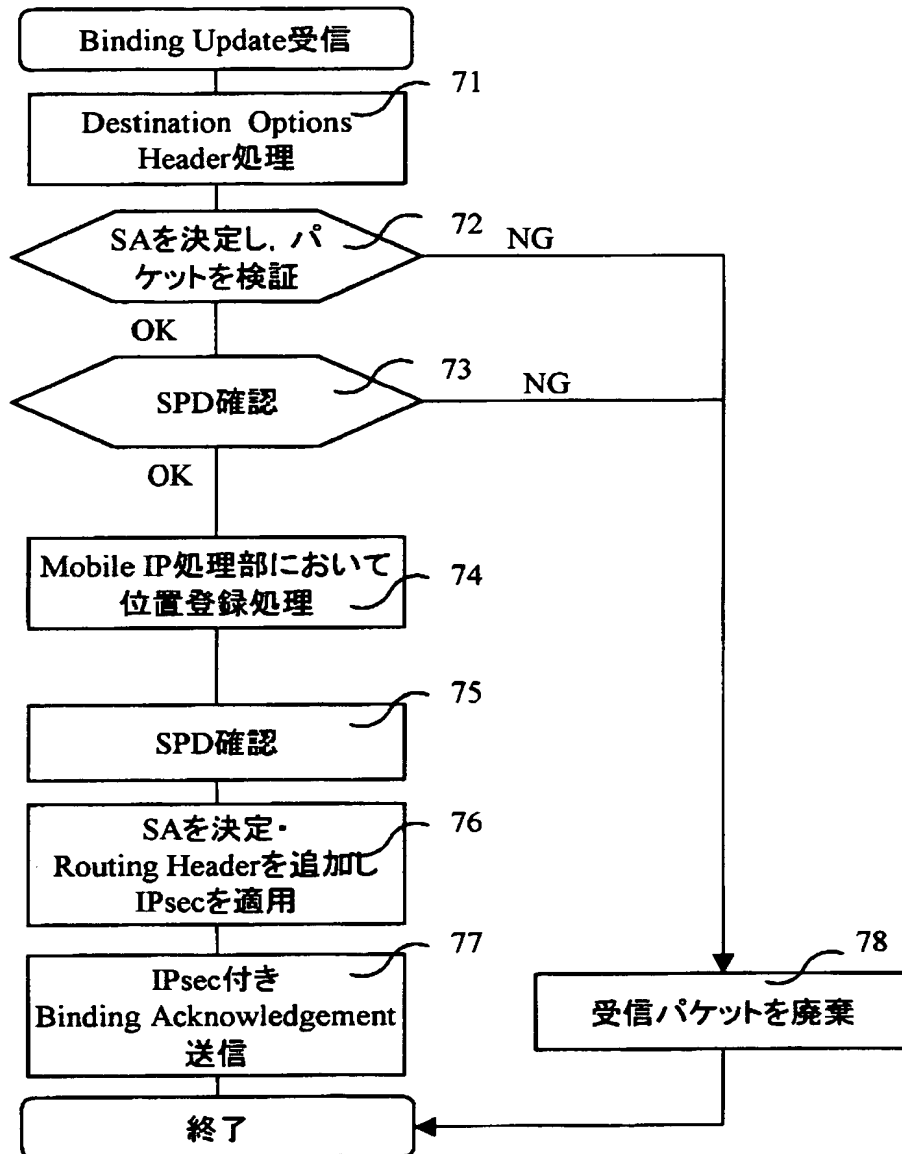 Binding Update受信
71
Destination Options
Header処理
72
SAを決定し，パ
ケットを検証
NG
OK
73
SPD確認
NG
OK
Mobile IP処理部において
位置登録処理
74
75
SPD確認
SAを決定・
Routing Headerを追加し
IPsecを適用
76
77
IPsec付き
Binding Acknowledgement
送信
78
受信パケットを廃棄
終了